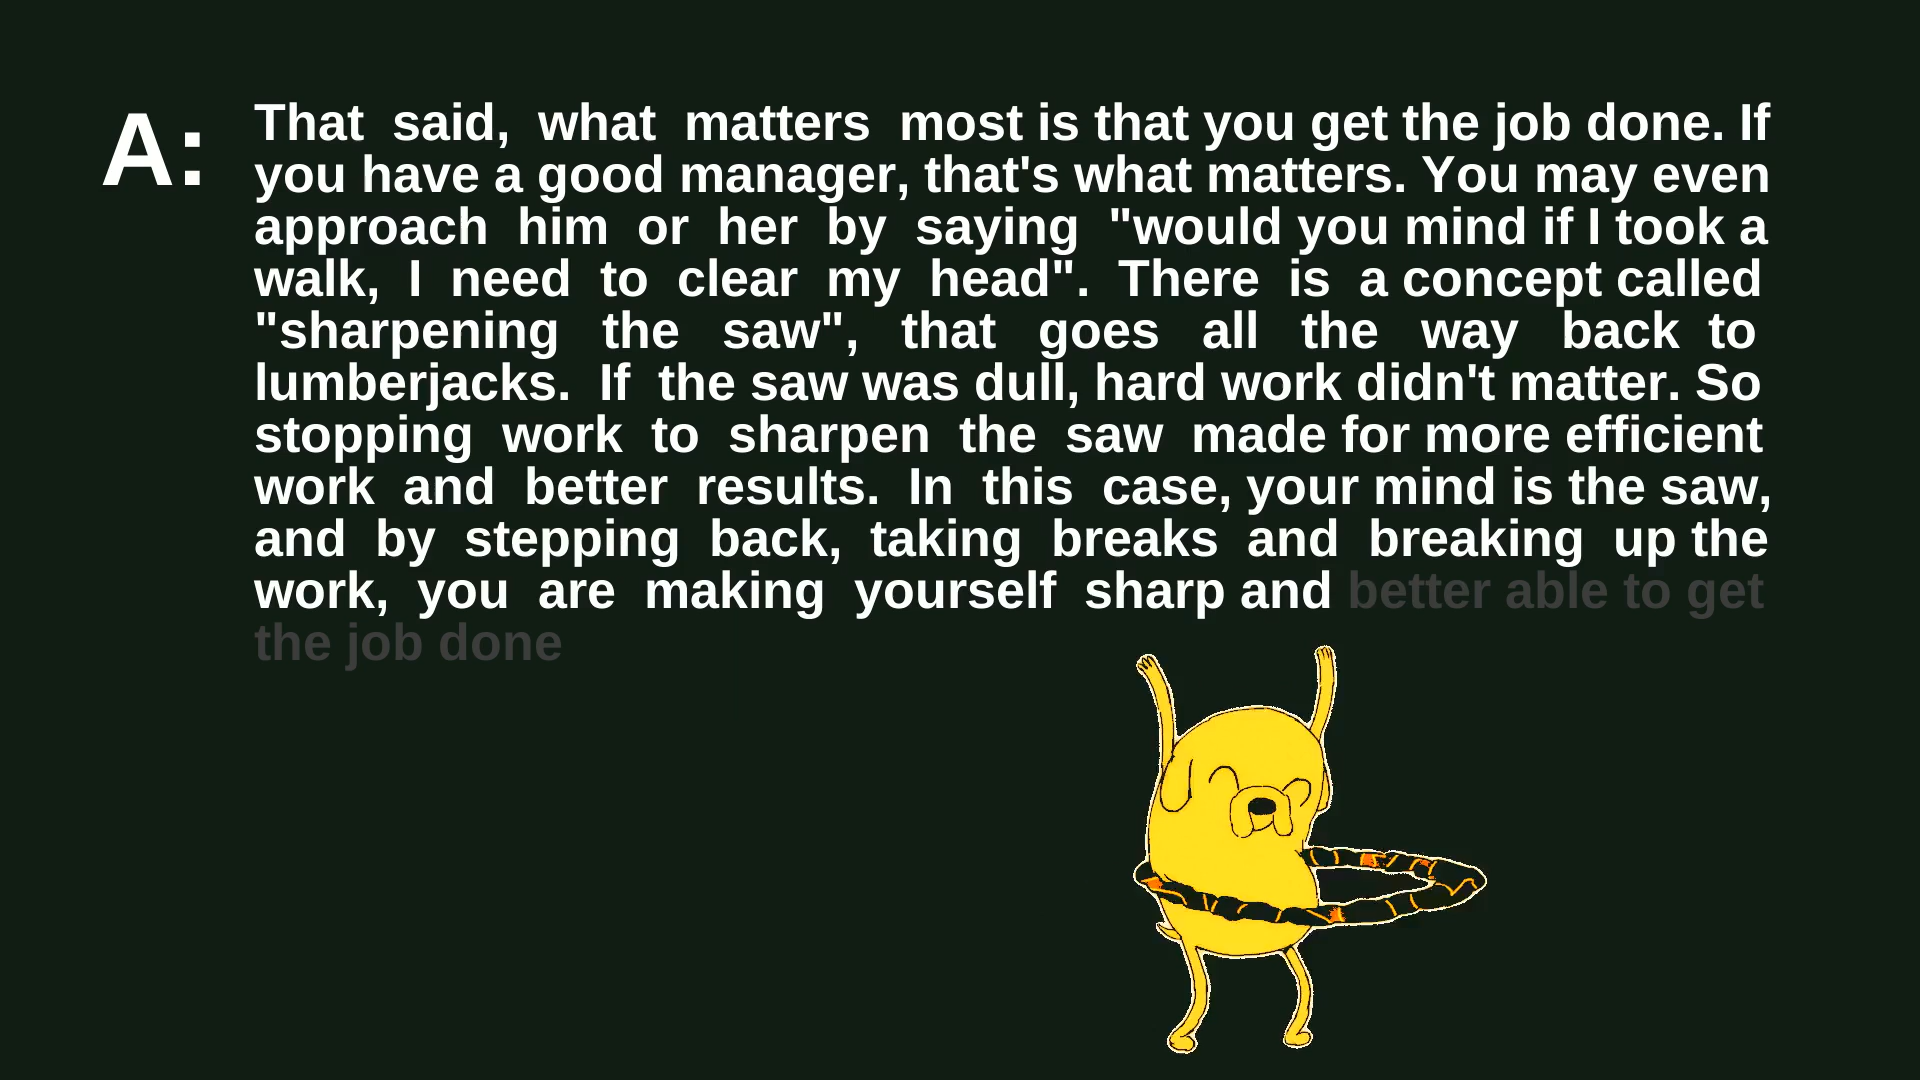 A: That said, what matters most is that you get the job done. If
you have a good manager, that's what matters. You may even
approach him or her by saying "would you mind if I took a
walk, I need to clear my head". There is a concept called
"sharpening the saw", that goes all the way back to
lumberjacks. If the saw was dull, hard work didn't matter. So
stopping work to sharpen the saw made for more efficient
work and better results. In this case, your mind is the saw,
and by stepping back, taking breaks and breaking up the
work, you are making yourself sharp and better able to get
the job done